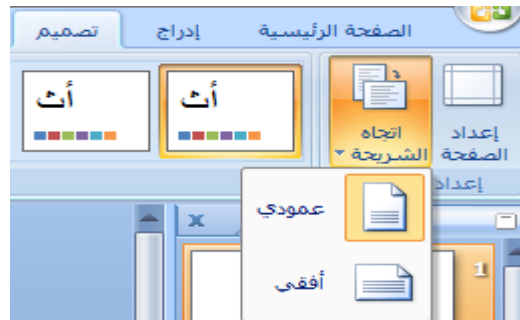 الصفحة الرئيسية إدراج تصميم
إعداد الصفحة
اتجاه الشريحة
أث أث
إعداد
عمودي
أفقي
1